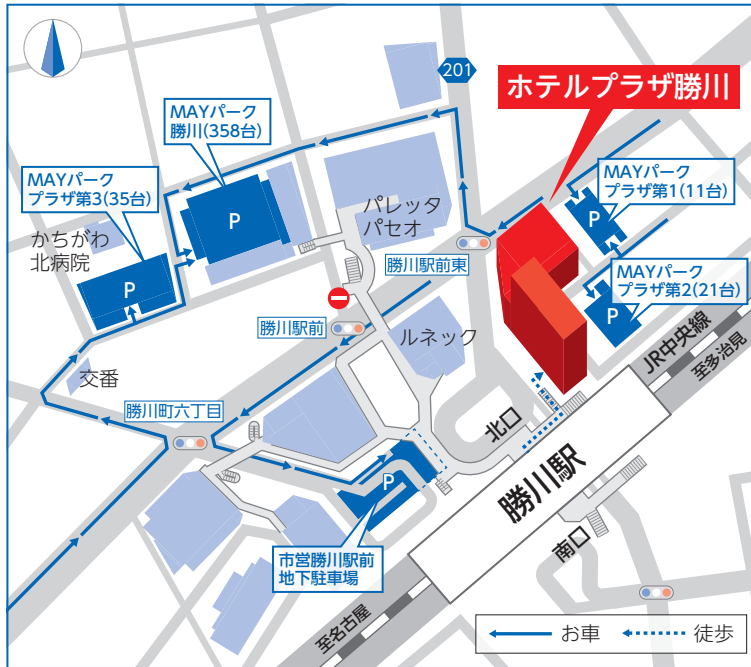 201
ホテルプラザ勝川
MAYパーク
勝川(358台)
MAYパーク
プラザ第3(35台)
MAYパーク
プラザ第1(11台)
P
P
かちがわ
北病院
パレッタ
パセオ
勝川駅前東
MAYパーク
プラザ第2(21台)
P
P
勝川駅前
ルネック
JR中央線
至多治見
交番
勝川町六丁目
北口
勝川駅
P
南口
市営勝川駅前
地下駐車場
至名古屋
お車
徒歩